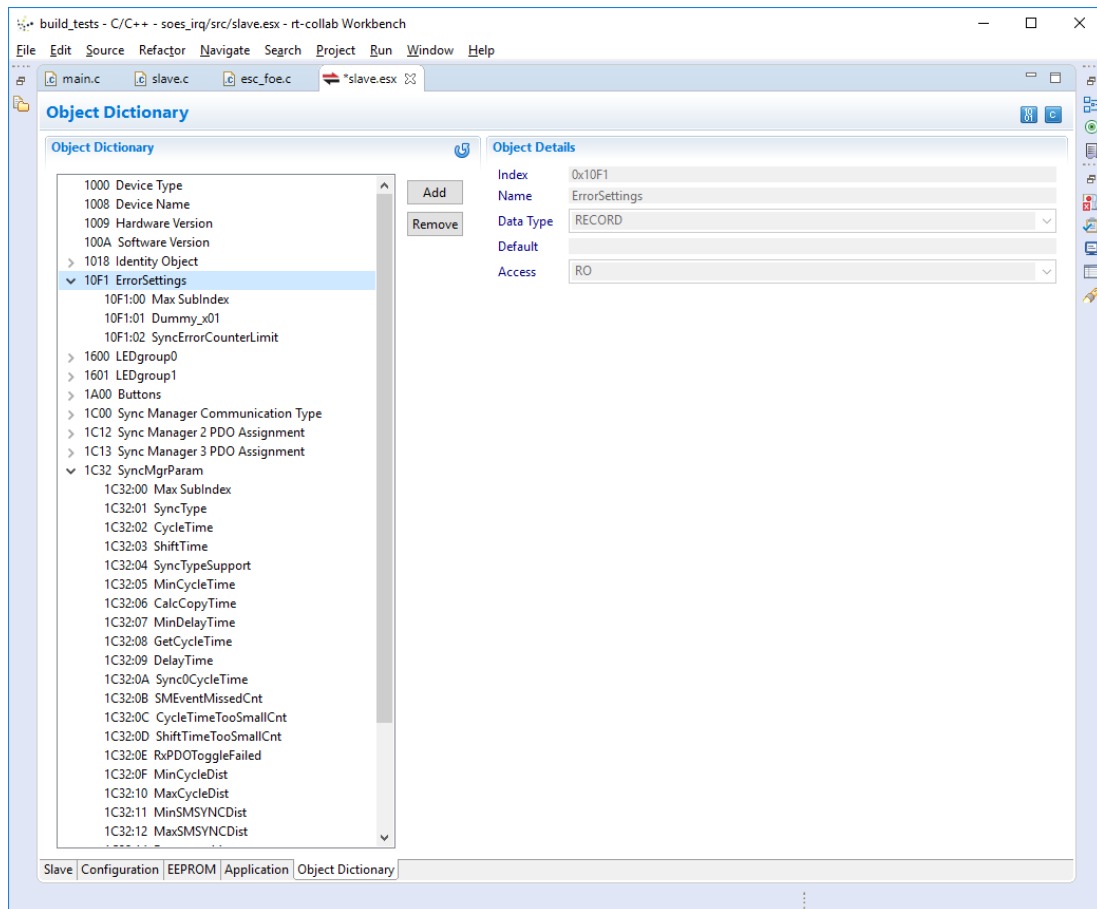 build_tests - C/C++ - soes_irq/src/slave.esx - rt-collab Workbench
File Edit Source Refactor Navigate Search Project Run Window Help
main.c slave.c esc_foe.c *slave.esx
Object Dictionary
Object Dictionary
Object Details
1000 Device Type
1008 Device Name
1009 Hardware Version
100A Software Version
1018 Identity Object
10F1 ErrorSettings
10F1:00 Max SubIndex
10F1:01 Dummy_x01
10F1:02 SyncErrorCounterLimit
1600 LEDgroup0
1601 LEDgroup1
1A00 Buttons
1C00 Sync Manager Communication Type
1C12 Sync Manager 2 PDO Assignment
1C13 Sync Manager 3 PDO Assignment
1C32 SyncMgrParam
1C32:00 Max SubIndex
1C32:01 SyncType
1C32:02 CycleTime
1C32:03 ShiftTime
1C32:04 SyncTypeSupport
1C32:05 MinCycleTime
1C32:06 CalcCopyTime
1C32:07 MinDelayTime
1C32:08 GetCycleTime
1C32:09 DelayTime
1C32:0A Sync0CycleTime
1C32:0B SMEventMissedCnt
1C32:0C CycleTimeTooSmallCnt
1C32:0D ShiftTimeTooSmallCnt
1C32:0E RxPDOToggleFailed
1C32:0F MinCycleDist
1C32:10 MaxCycleDist
1C32:11 MinSMSYNCDist
1C32:12 MaxSMSYNCDist
Add
Remove
Index 0x10F1
Name ErrorSettings
Data Type RECORD
Default
Access RO
Slave Configuration EEPROM Application Object Dictionary